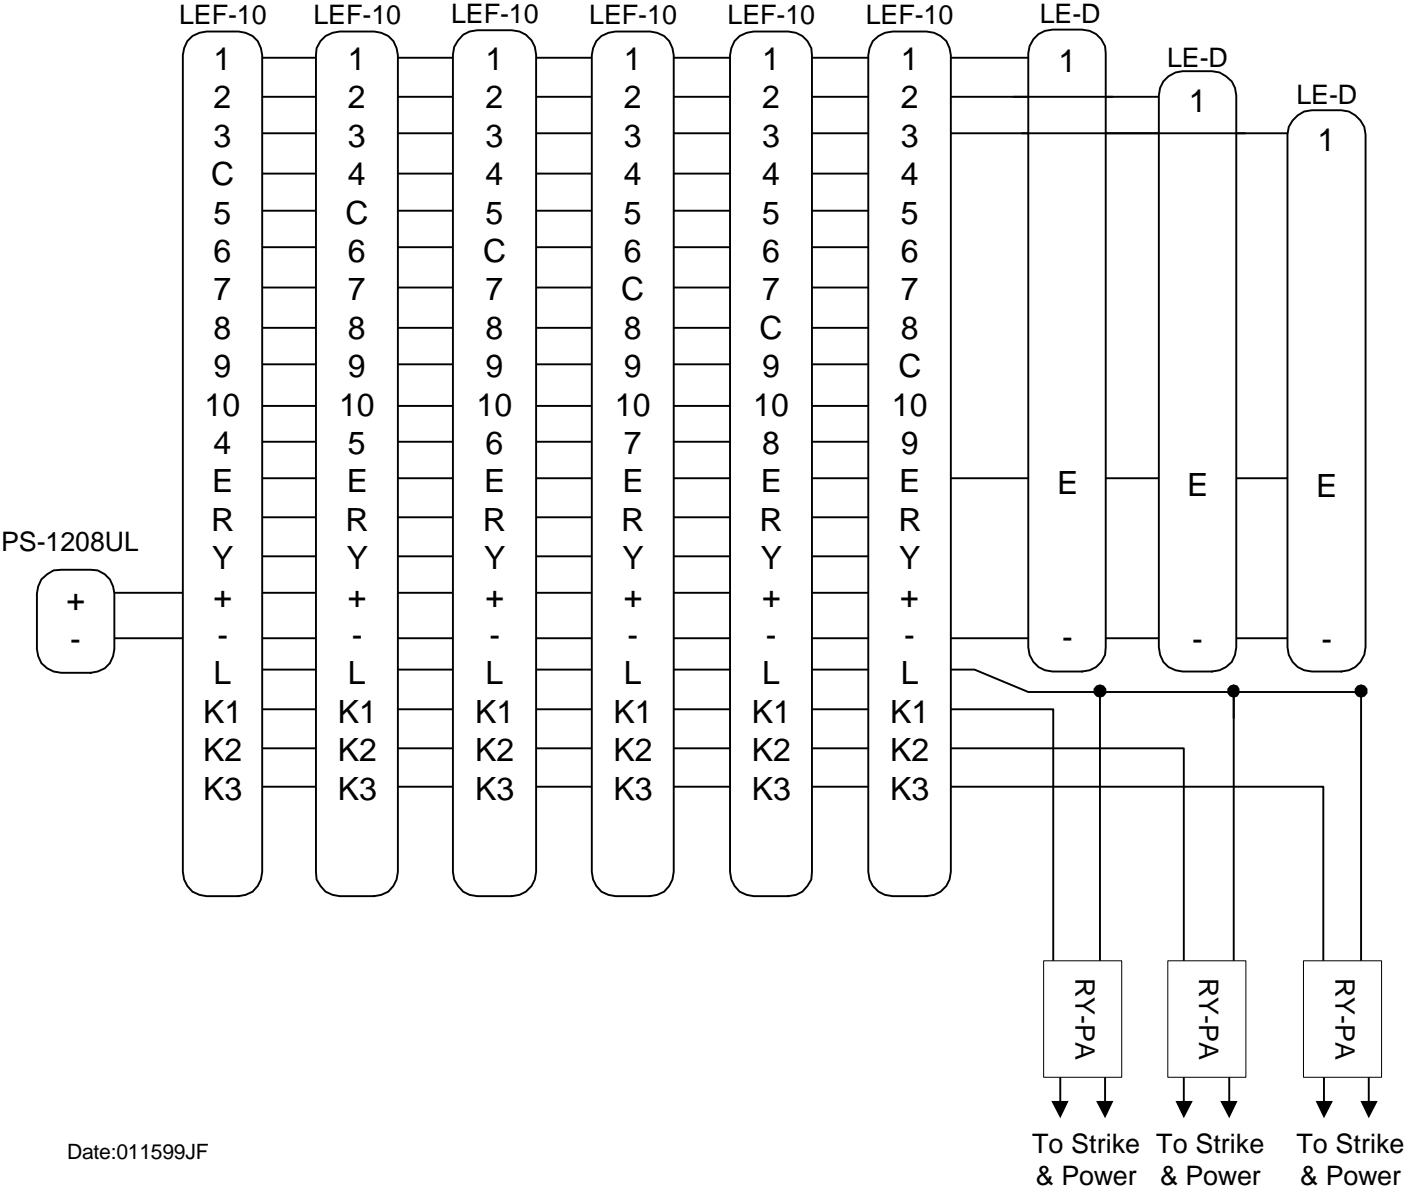 LEF-10 LEF-10 LEF-10 LEF-10 LEF-10 LEF-10 LE-D
LE-D
LE-D
1 1 1 1 1 1 1
2 2 2 2 2 2 1
3 3 3 3 3 3 1
C 4 4 4 4 4
5 C 5 5 5 5
6 6 C 6 6 6
7 7 7 C 7 7
8 8 8 8 C 8
9 9 9 9 9 C
10 10 10 10 10 10
4 5 6 7 8 9
E E E E E E E E E
R R R R R R
PS-1208UL
Y Y Y Y Y Y
+ + + + + + +
- - - - - - - - - -
L L L L L L
K1 K1 K1 K1 K1 K1
K2 K2 K2 K2 K2 K2
K3 K3 K3 K3 K3 K3
RY-PA RY-PA RY-PA
To Strike To Strike To Strike
& Power & Power & Power
Date:011599JF